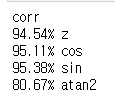 corr
94.54% z
95.11% cos
95.38% sin
80.67% atan2